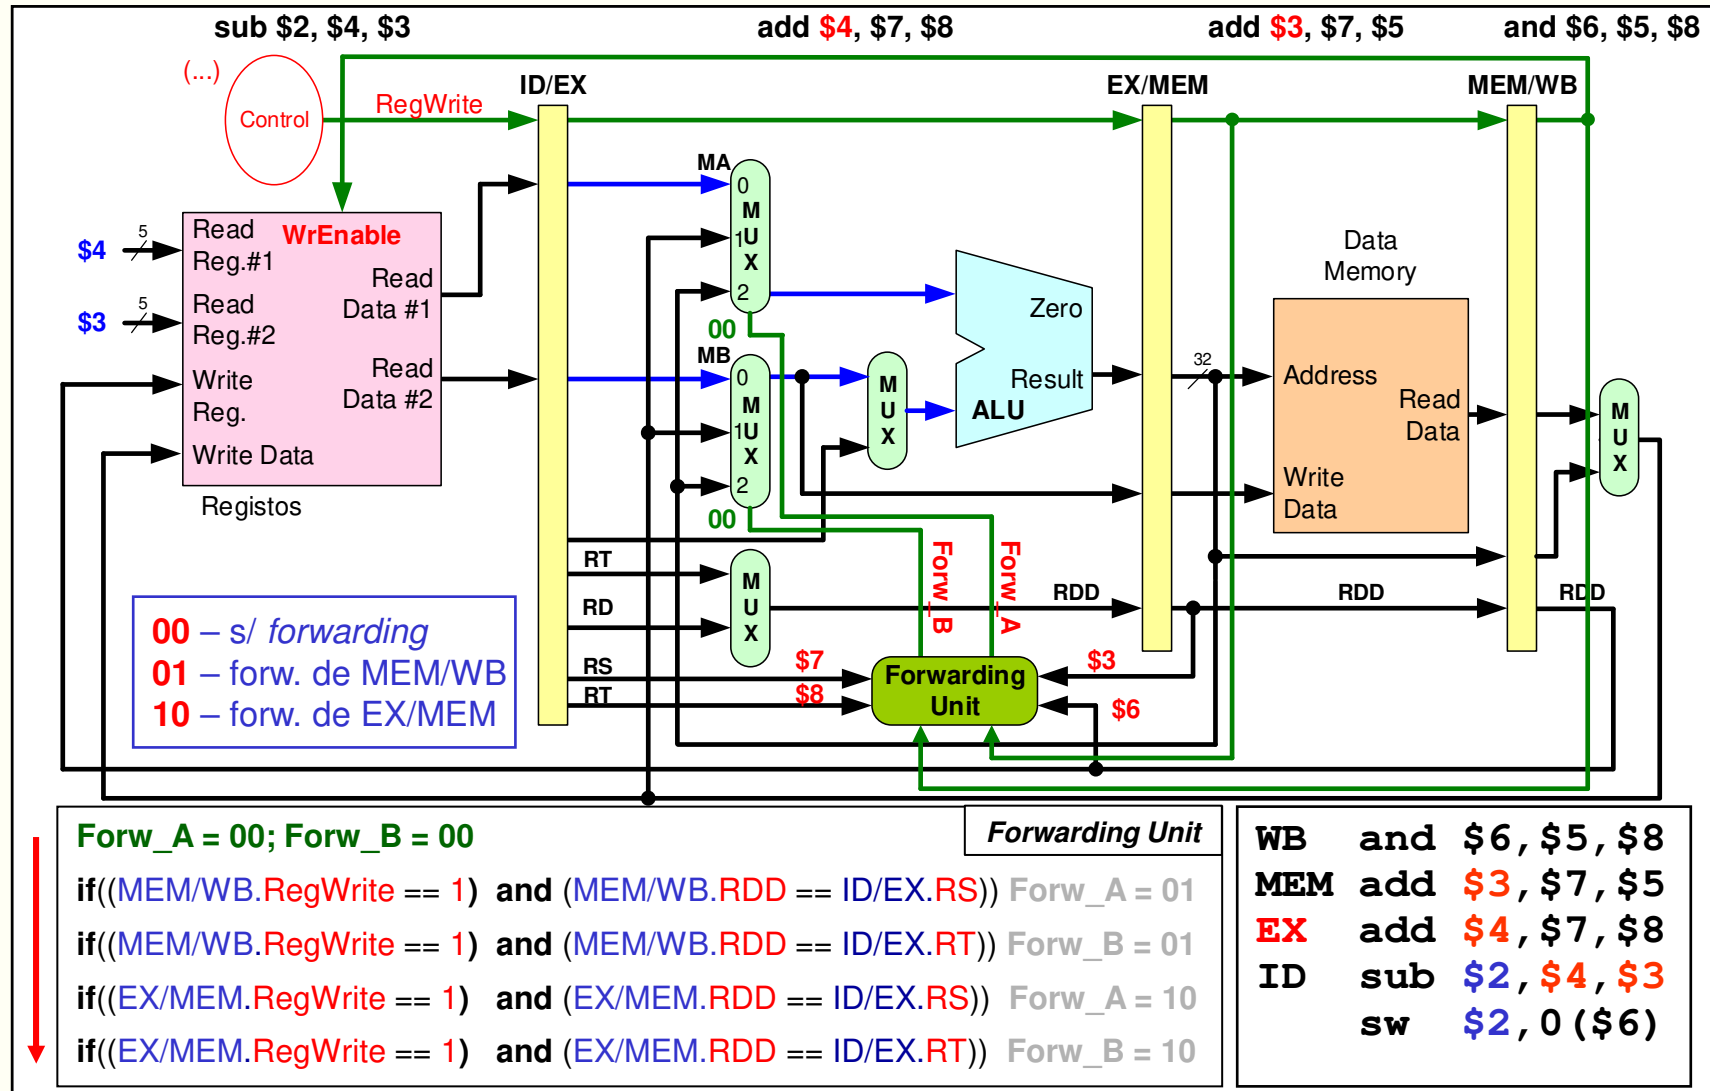 sub $2, $4, $3
add $4, $7, $8
add $3, $7, $5
and $6, $5, $8
(...)
Control
RegWrite
ID/EX
EX/MEM
MEM/WB
WrEnable
Read
Reg.#1
Read
Reg.#2
Write
Reg.
Write Data
Read
Data #1
Read
Data #2
Registos
$4
5
$3
5
MA
0
M
1U
X
2
00
MB
0
M
1U
X
2
00
M
U
X
Zero
Result
ALU
32
Data
Memory
Address
Read
Data
Write
Data
M
U
X
RT
RD
M
U
X
RDD
RDD
RDD
Forw_B
Forw_A
RS
RT
$7
$8
Forwarding
Unit
$3
$6
00 – s/ forwarding
01 – forw. de MEM/WB
10 – forw. de EX/MEM
Forwarding Unit
Forw_A = 00; Forw_B = 00
if((MEM/WB.RegWrite == 1) and (MEM/WB.RDD == ID/EX.RS)) Forw_A = 01
if((MEM/WB.RegWrite == 1) and (MEM/WB.RDD == ID/EX.RT)) Forw_B = 01
if((EX/MEM.RegWrite == 1) and (EX/MEM.RDD == ID/EX.RS)) Forw_A = 10
if((EX/MEM.RegWrite == 1) and (EX/MEM.RDD == ID/EX.RT)) Forw_B = 10
WB and $6,$5,$8
MEM add $3,$7,$5
EX add $4,$7,$8
ID sub $2,$4,$3
sw $2,0($6)